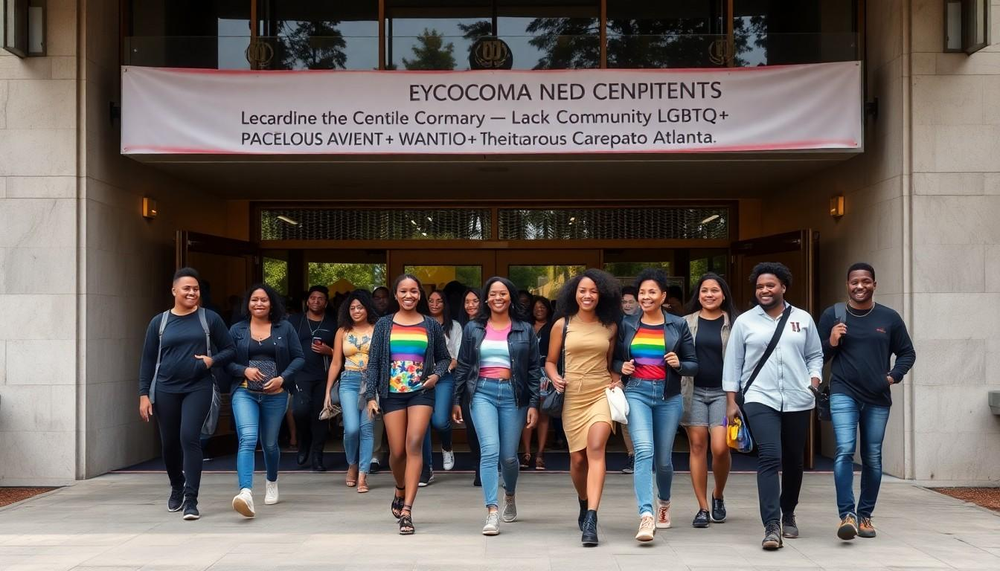 EYCOCOMA NED CENPITENTS
Lecardine the Centile Cormary — Lack Community LGBTQ+
PACELOUS AVIENT+ WANTIO+ Theitarous Carepato Atlanta.